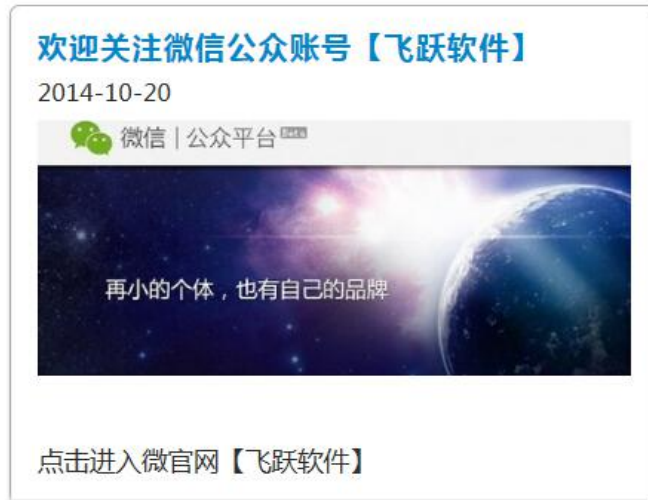 欢迎关注微信公众账号【飞跃软件】
2014-10-20
微信 | 公众平台
再小的个体，也有自己的品牌
点击进入微官网【飞跃软件】